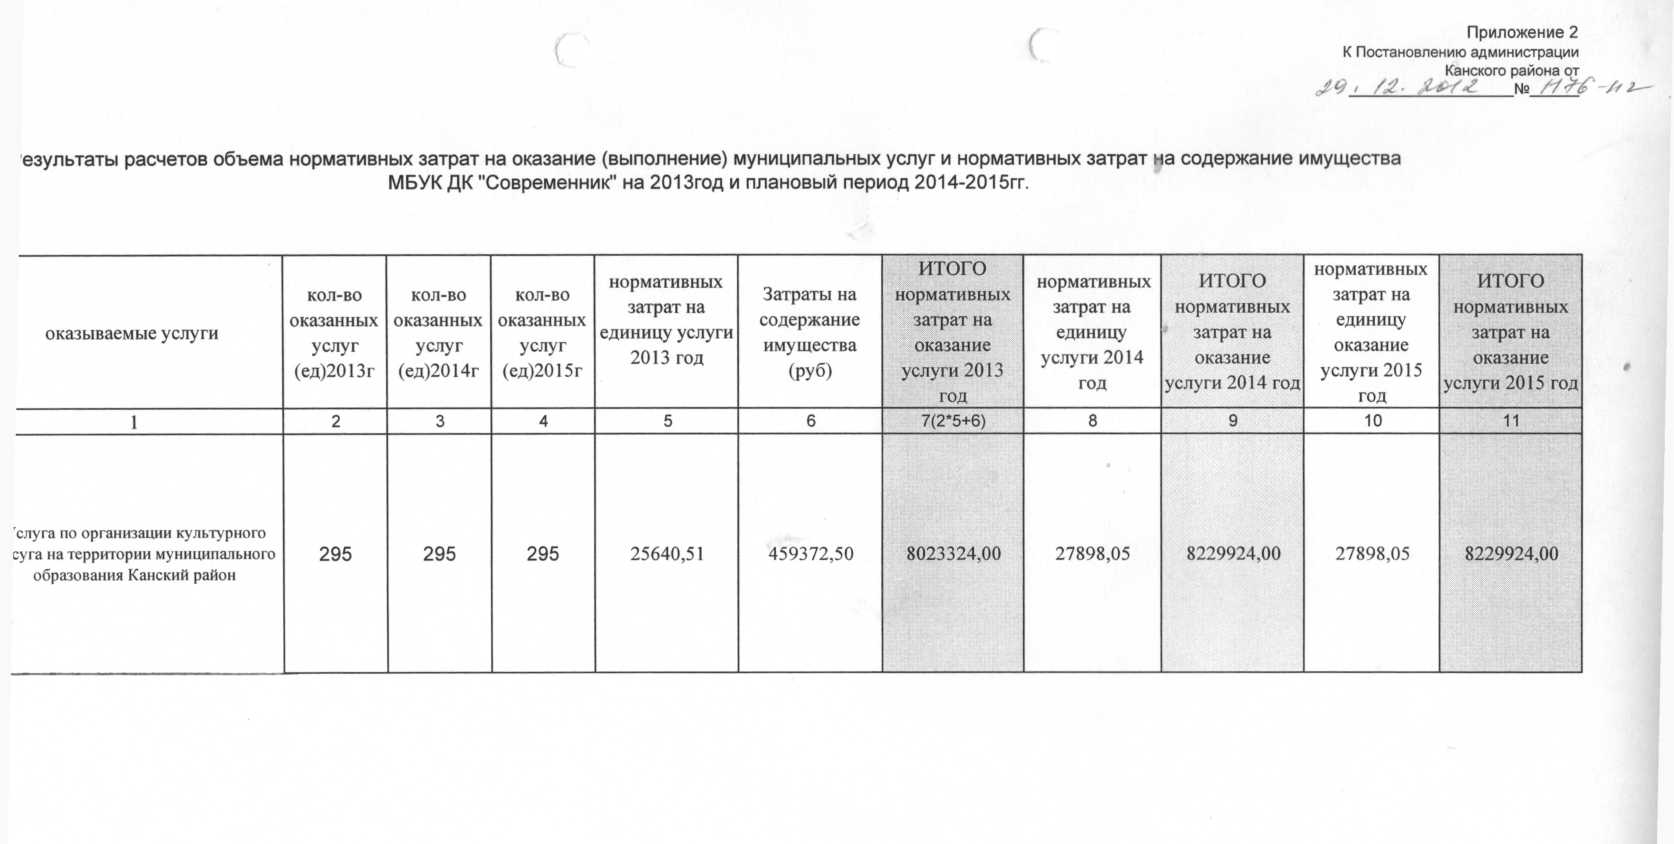 Приложение 2
К Постановлению администрации
Канского района от
29.12.2012 № 1176-пг
езультаты расчетов объема нормативных затрат на оказание (выполнение) муниципальных услуг и нормативных затрат на содержание имущества
МБУК ДК "Современник" на 2013год и плановый период 2014-2015гг.
оказываемые услуги
кол-во
оказанных
услуг
(ед)2013г
кол-во
оказанных
услуг
(ед)2014г
кол-во
оказанных
услуг
(ед)2015г
нормативных
затрат на
единицу услуги
2013 год
Затраты на
содержание
имущества
(руб)
ИТОГО
нормативных
затрат на
оказание
услуги 2013
год
нормативных
затрат на
единицу
услуги 2014
год
ИТОГО
нормативных
затрат на
оказание
услуги 2014 год
нормативных
затрат на
единицу
оказание
услуги 2015
год
ИТОГО
нормативных
затрат на
оказание
услуги 2015 год
1
2
3
4
5
6
7(2*5+6)
8
9
10
11
слуга по организации культурного
суга на территории муниципального
образования Канский район
295
295
295
25640,51
459372,50
8023324,00
27898,05
8229924,00
27898,05
8229924,00